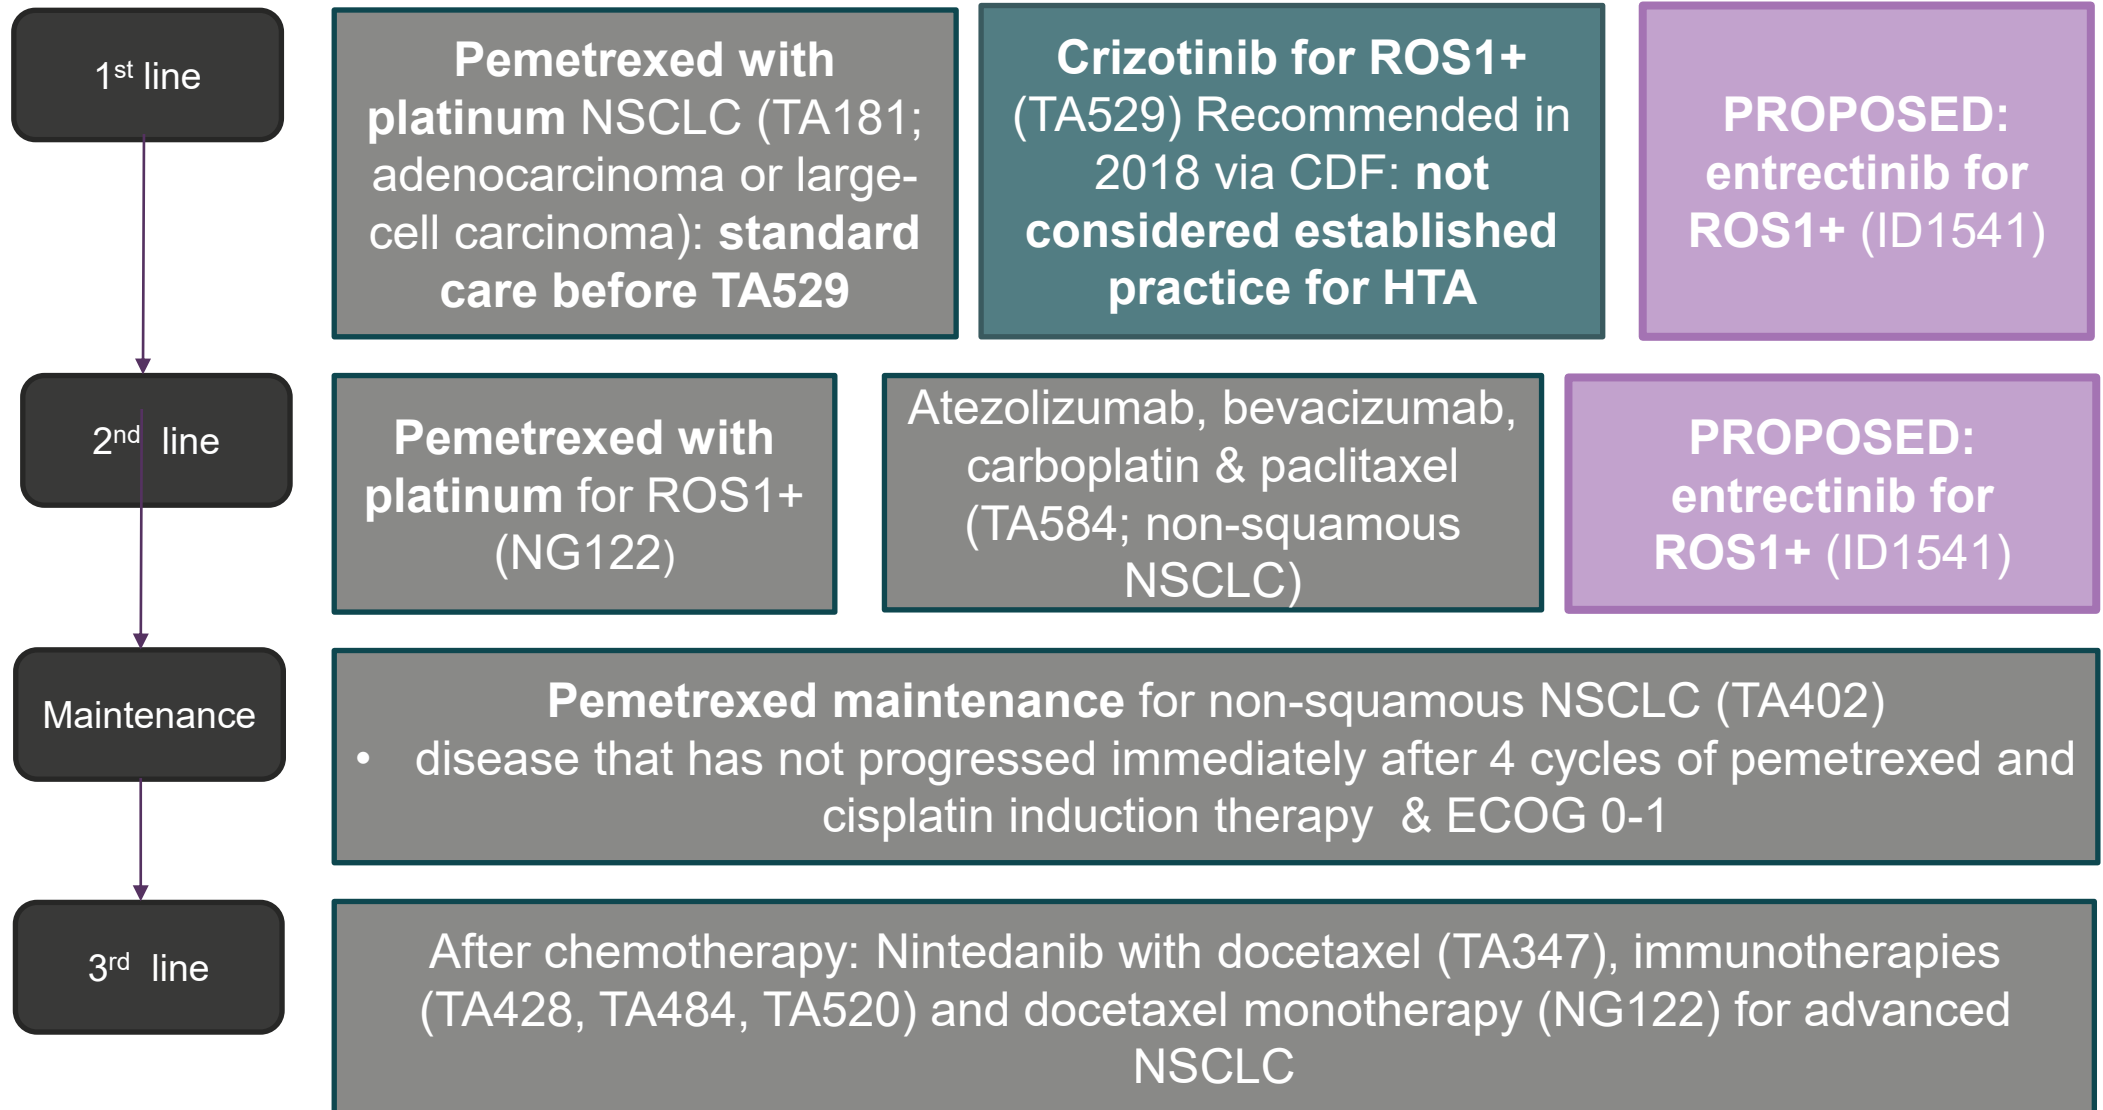 1st line
Pemetrexed with
platinum NSCLC (TA181;
adenocarcinoma or large-
cell carcinoma): standard
care before TA529
Crizotinib for ROS1+
(TA529) Recommended in
2018 via CDF: not
considered established
practice for HTA
PROPOSED:
entrectinib for
ROS1+ (ID1541)
2nd line
Pemetrexed with
platinum for ROS1+
(NG122)
Atezolizumab, bevacizumab,
carboplatin & paclitaxel
(TA584; non-squamous
NSCLC)
PROPOSED:
entrectinib for
ROS1+ (ID1541)
Maintenance
Pemetrexed maintenance for non-squamous NSCLC (TA402)
• disease that has not progressed immediately after 4 cycles of pemetrexed and
cisplatin induction therapy & ECOG 0-1
3rd line
After chemotherapy: Nintedanib with docetaxel (TA347), immunotherapies
(TA428, TA484, TA520) and docetaxel monotherapy (NG122) for advanced
NSCLC